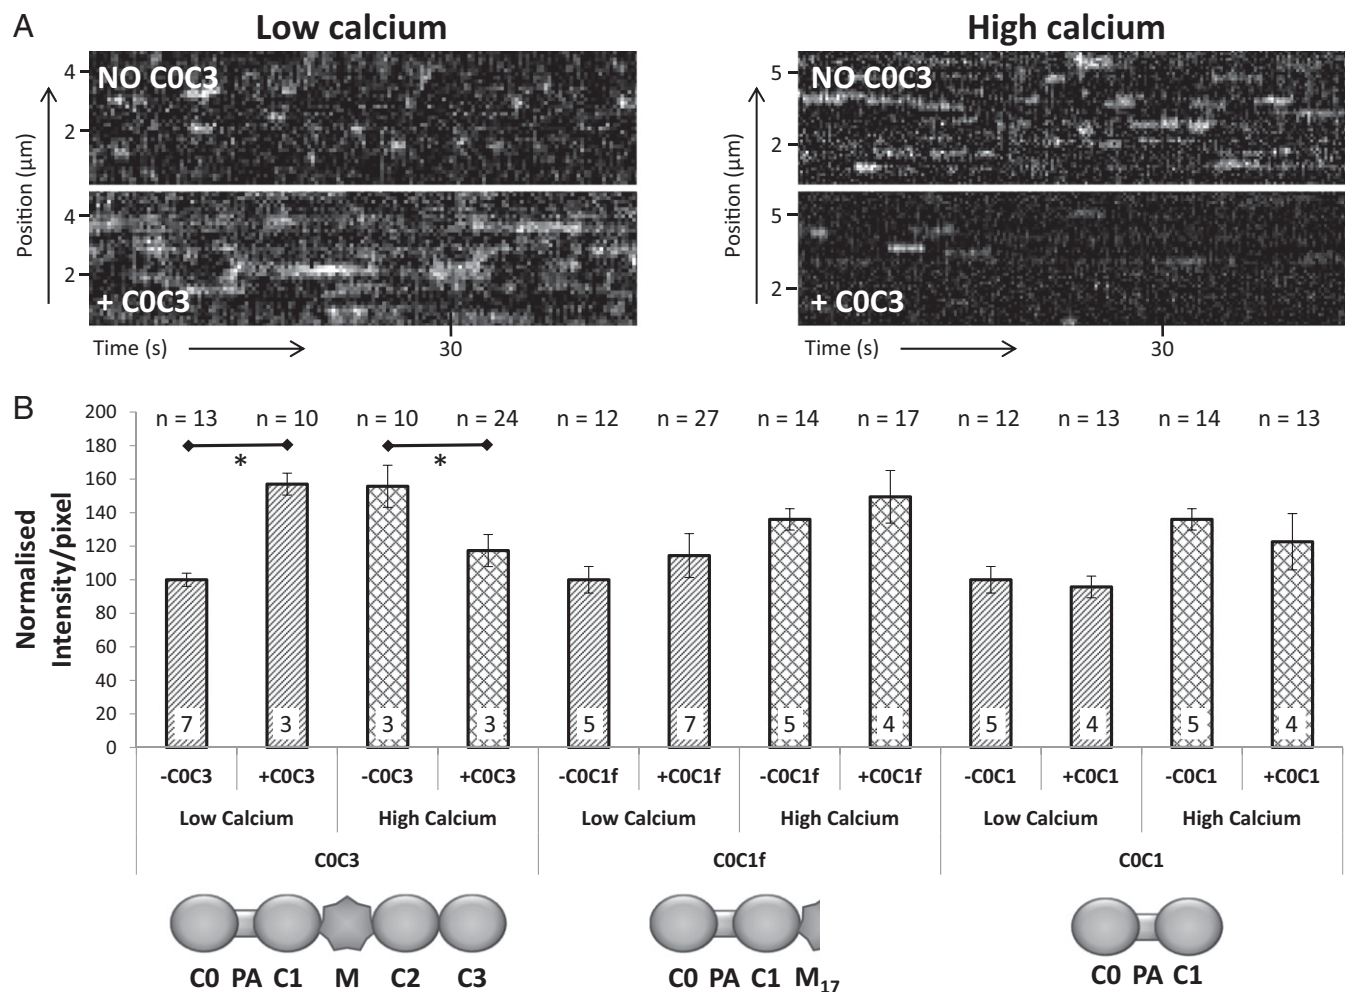 A
Low calcium
High calcium
NO C0C3
4
2
Position (µm)
+ C0C3
4
2
Time (s)
30
NO C0C3
5
2
Position (µm)
+ C0C3
5
2
Time (s)
30
B
Normalised
Intensity/pixel
200
180
160
140
120
100
80
60
40
20
0
n = 13 n = 10 n = 10 n = 24 n = 12 n = 27 n = 14 n = 17 n = 12 n = 13 n = 14 n = 13
* *
7 3 3 3 5 7 5 4 5 4 5 4
-C0C3 +C0C3 -C0C3 +C0C3 -C0C1f +C0C1f -C0C1f +C0C1f -C0C1 +C0C1 -C0C1 +C0C1
Low Calcium High Calcium Low Calcium High Calcium Low Calcium High Calcium
C0C3 C0C1f C0C1
C0 PA C1 M C2 C3
C0 PA C1 M17
C0 PA C1